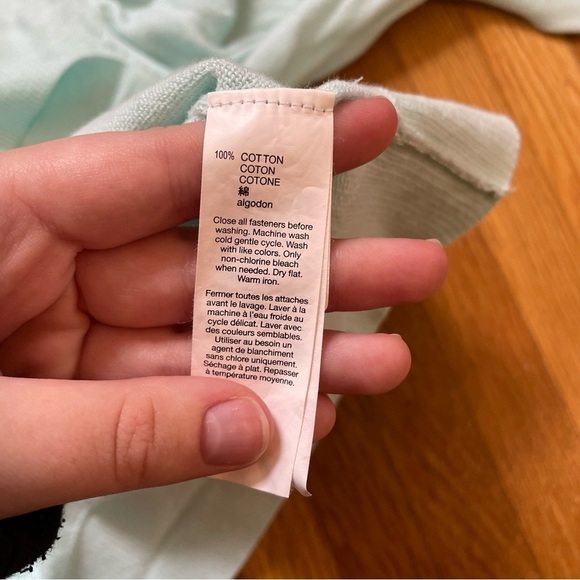 100% COTTON
COTON
COTONE
綿
algodon
Close all fasteners before
washing. Machine wash
cold gentle cycle. Wash
with like colors. Only
non-chlorine bleach
when needed. Dry flat.
Warm iron.
Fermer toutes les attaches
avant le lavage. Laver à la
machine à l'eau froide au
cycle délicat. Laver avec
des couleurs semblables.
Utiliser au besoin un
agent de blanchiment
sans chlore uniquement.
Séchage à plat. Repasser
à température moyenne.